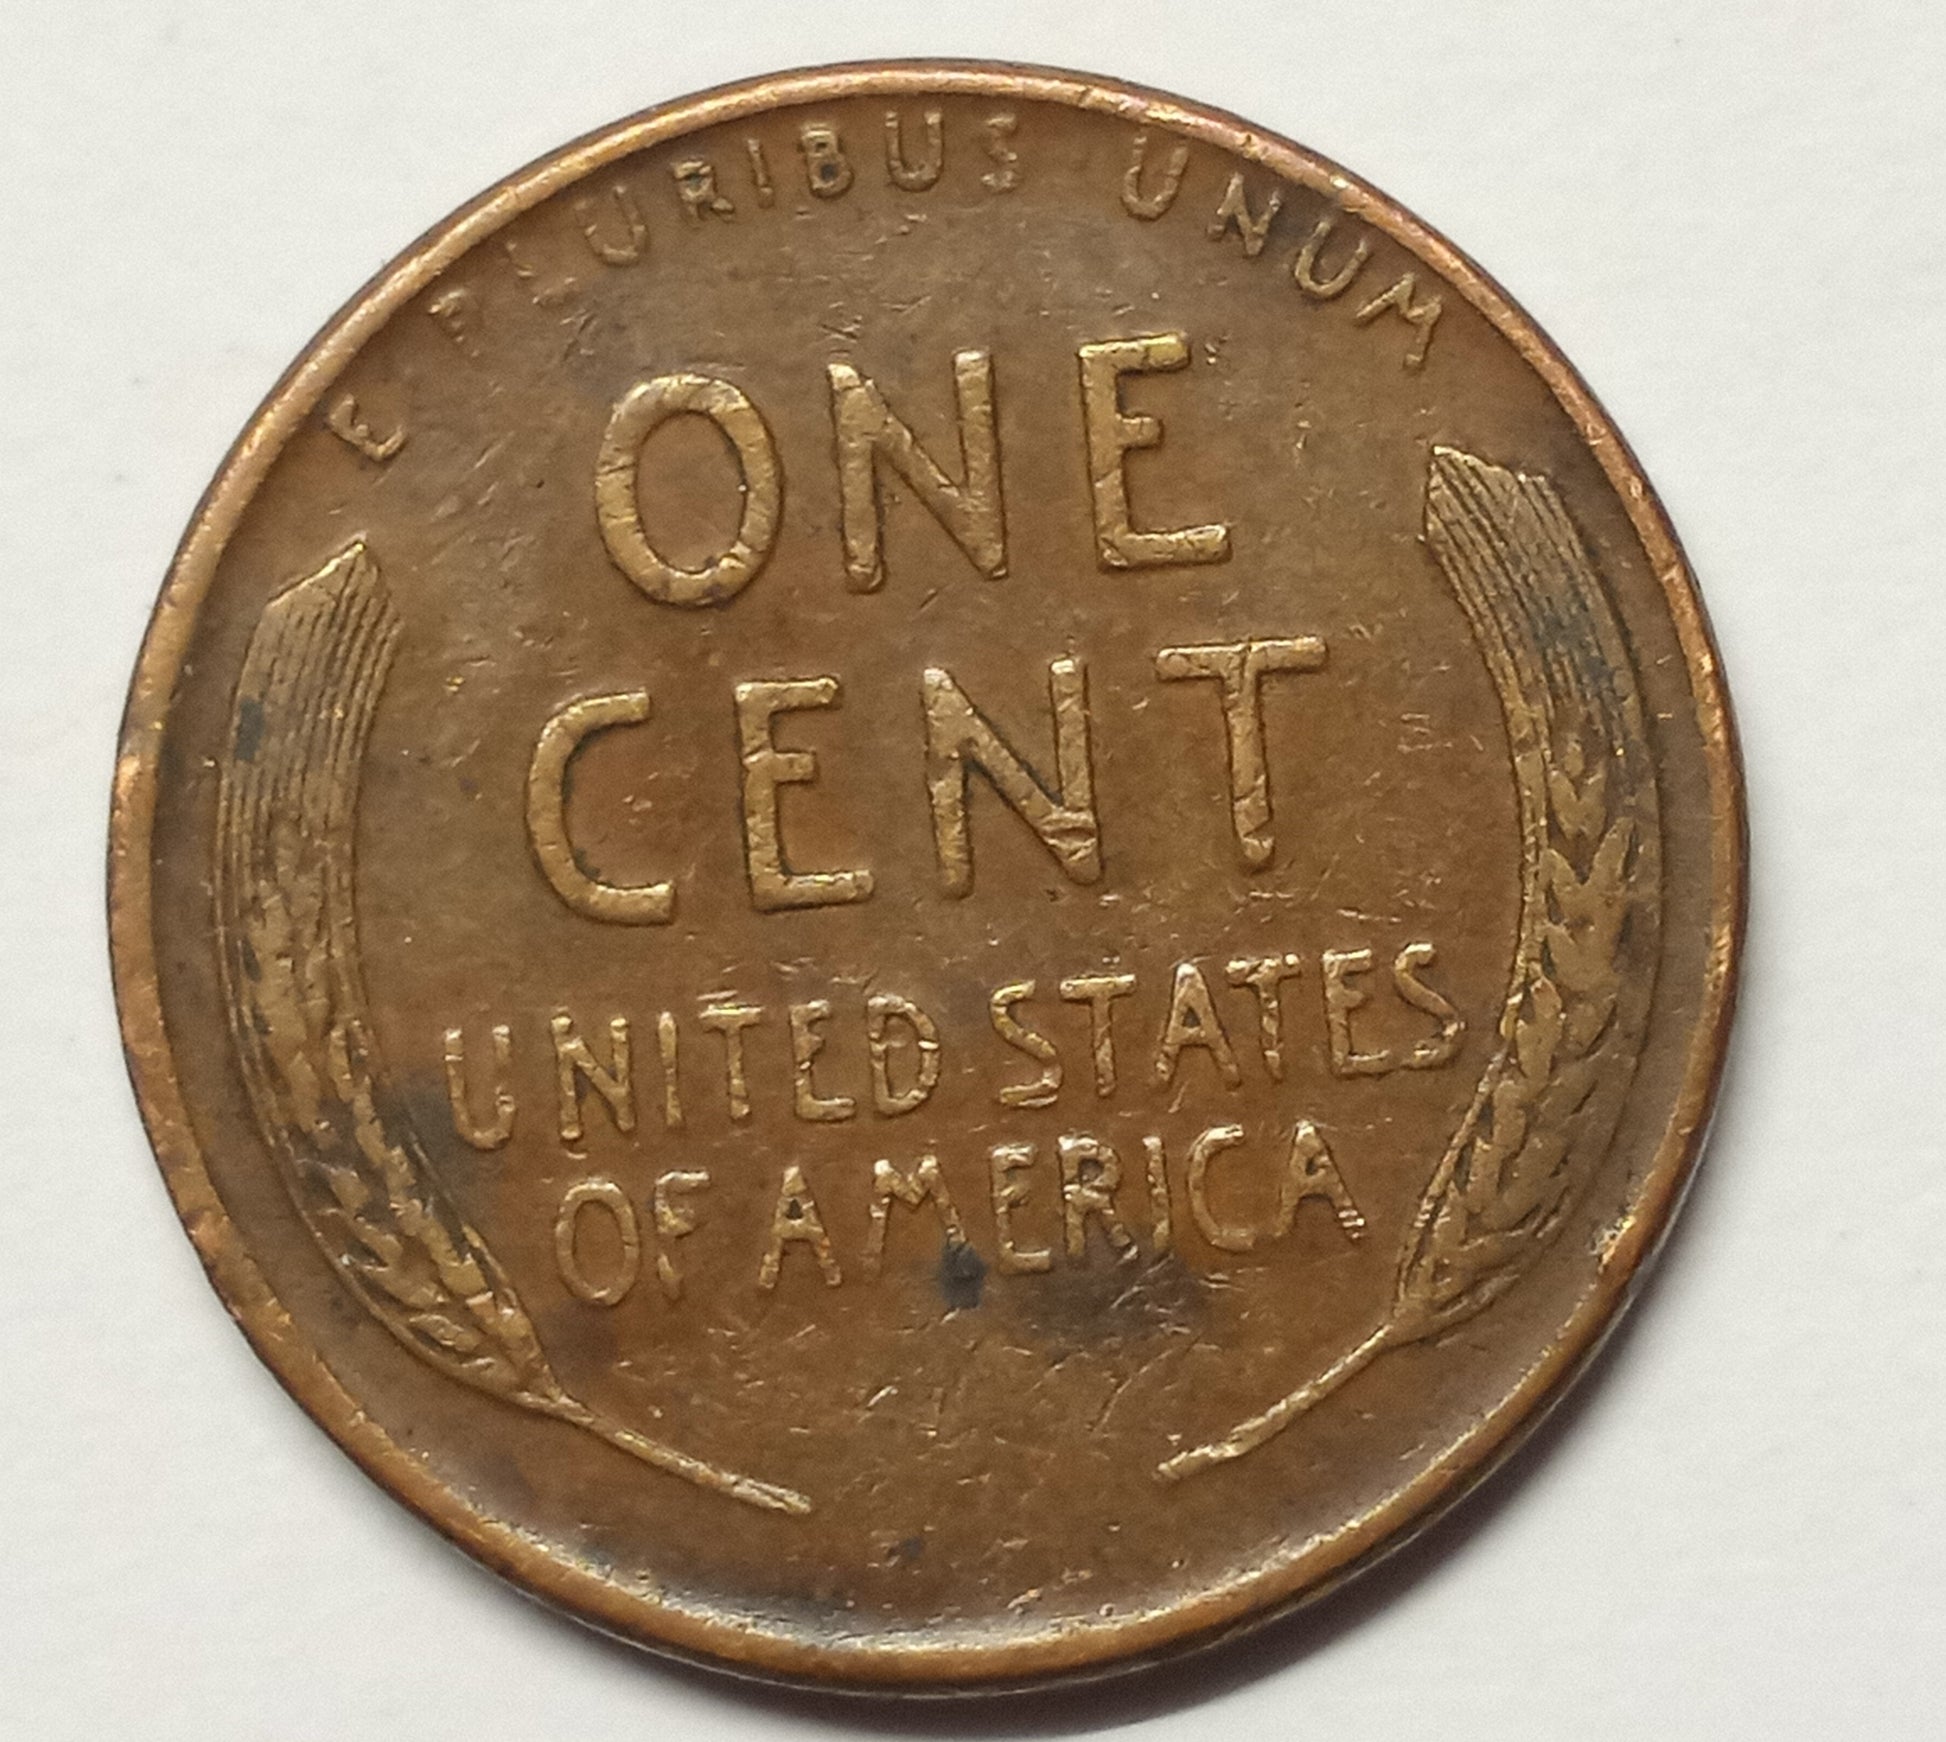 E PLURIBUS UNUM
ONE
CENT
UNITED STATES
OF AMERICA